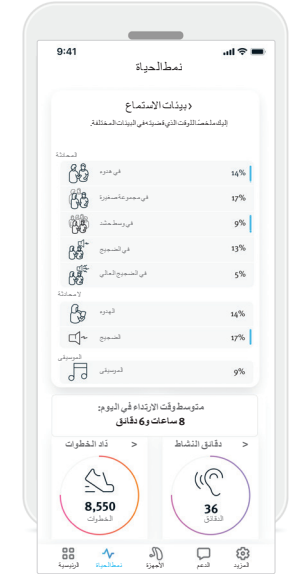 9:41
نمط الحياة
بيئات الاستماع ›
إليك ملخصًا للوقت الذي قضيته في البيئات المختلفة.
المحادثة
في هدوء 14%
في مجموعة صغيرة 17%
في وسط حشد 9%
في الضجيج 13%
في الضجيج العالي 5%
لا محادثة
الهدوء 14%
الضجيج 17%
الموسيقى
الموسيقى 9%
متوسط وقت الارتداء في اليوم:
8 ساعات و6 دقائق
دقائق النشاط >
36
الدقائق
ذاد الخطوات >
8,550
الخطوات
المزيد
الدعم
الأجهزة
نمط الحياة
الرئيسية